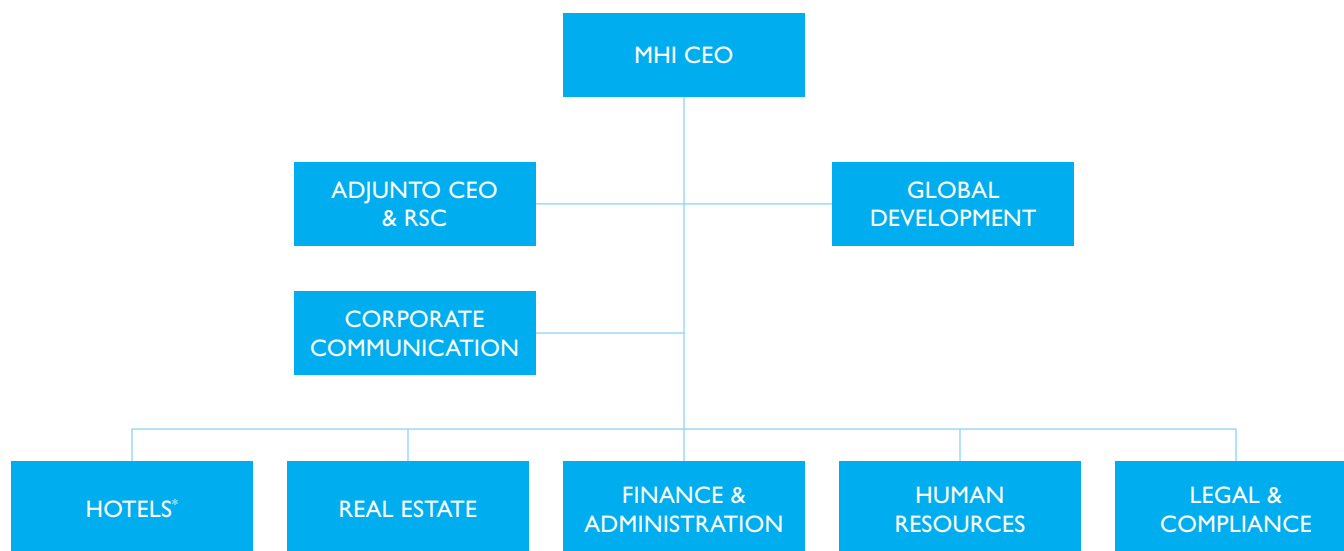 MHI CEO
ADJUNTO CEO
& RSC
GLOBAL
DEVELOPMENT
CORPORATE
COMMUNICATION
HOTELS*
REAL ESTATE
FINANCE &
ADMINISTRATION
HUMAN
RESOURCES
LEGAL &
COMPLIANCE